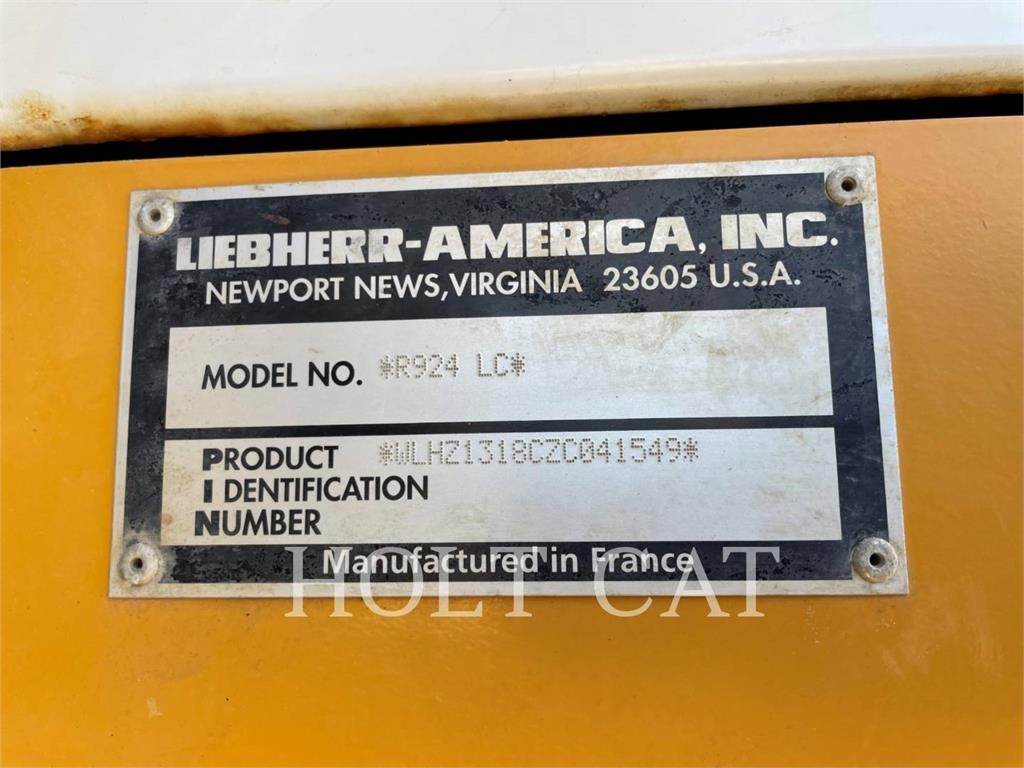 LIEBHERR-AMERICA, INC.
NEWPORT NEWS, VIRGINIA 23605 U.S.A.
MODEL NO. *R924 LC*
PRODUCT *WLHZ1318CZC041549*
IDENTIFICATION
NUMBER
Manufactured in France
HOLT CAT